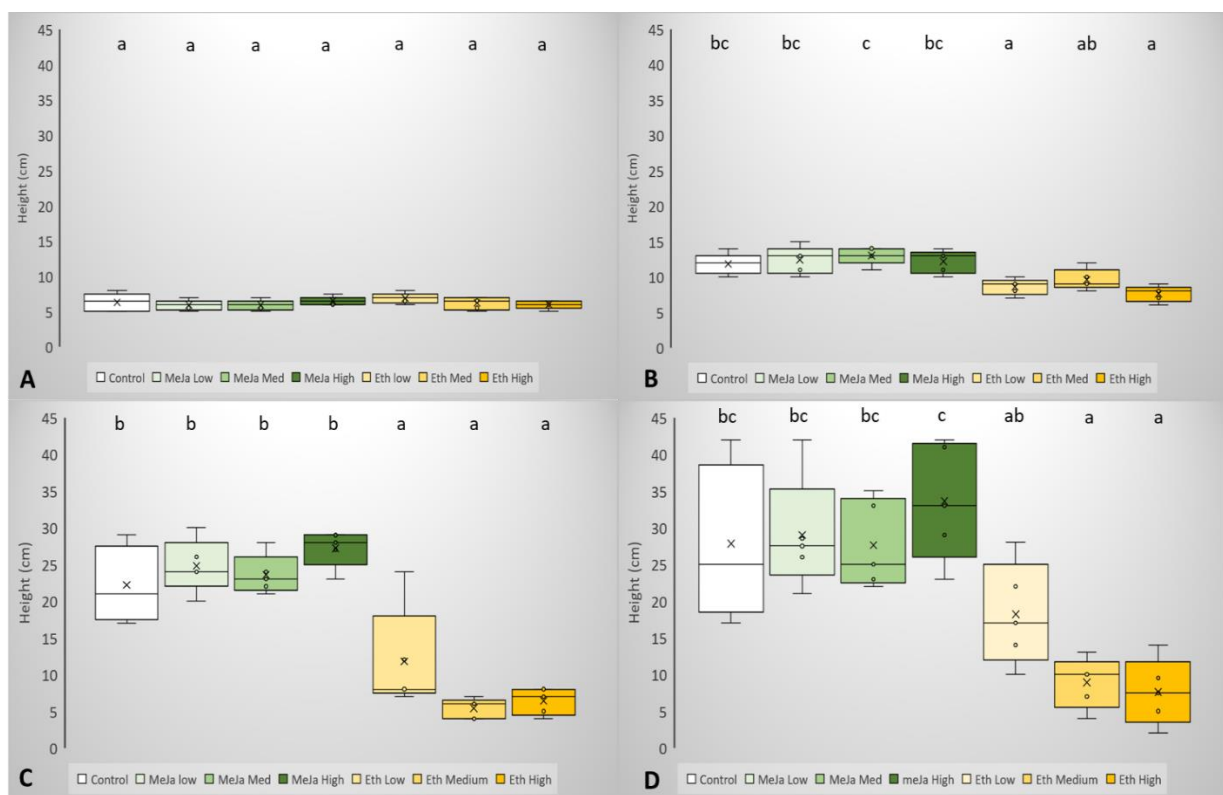 45 a a a a a a a
40
35
30
25
20
15
10
5
0
Height (cm)
A
Control MeJa Low MeJa Med MeJa High Eth low Eth Med Eth High
45 bc bc c bc a ab a
40
35
30
25
20
15
10
5
0
Height (cm)
B
Control MeJa Low MeJa Med MeJa High Eth Low Eth Med Eth High
45 b b b b a a a
40
35
30
25
20
15
10
5
0
Height (cm)
C
Control MeJa low MeJa Med MeJa High Eth Low Eth Medium Eth High
45 bc bc bc c ab a a
40
35
30
25
20
15
10
5
0
Height (cm)
D
Control MeJa Low MeJa Med meJa High Eth Low Eth Medium Eth High